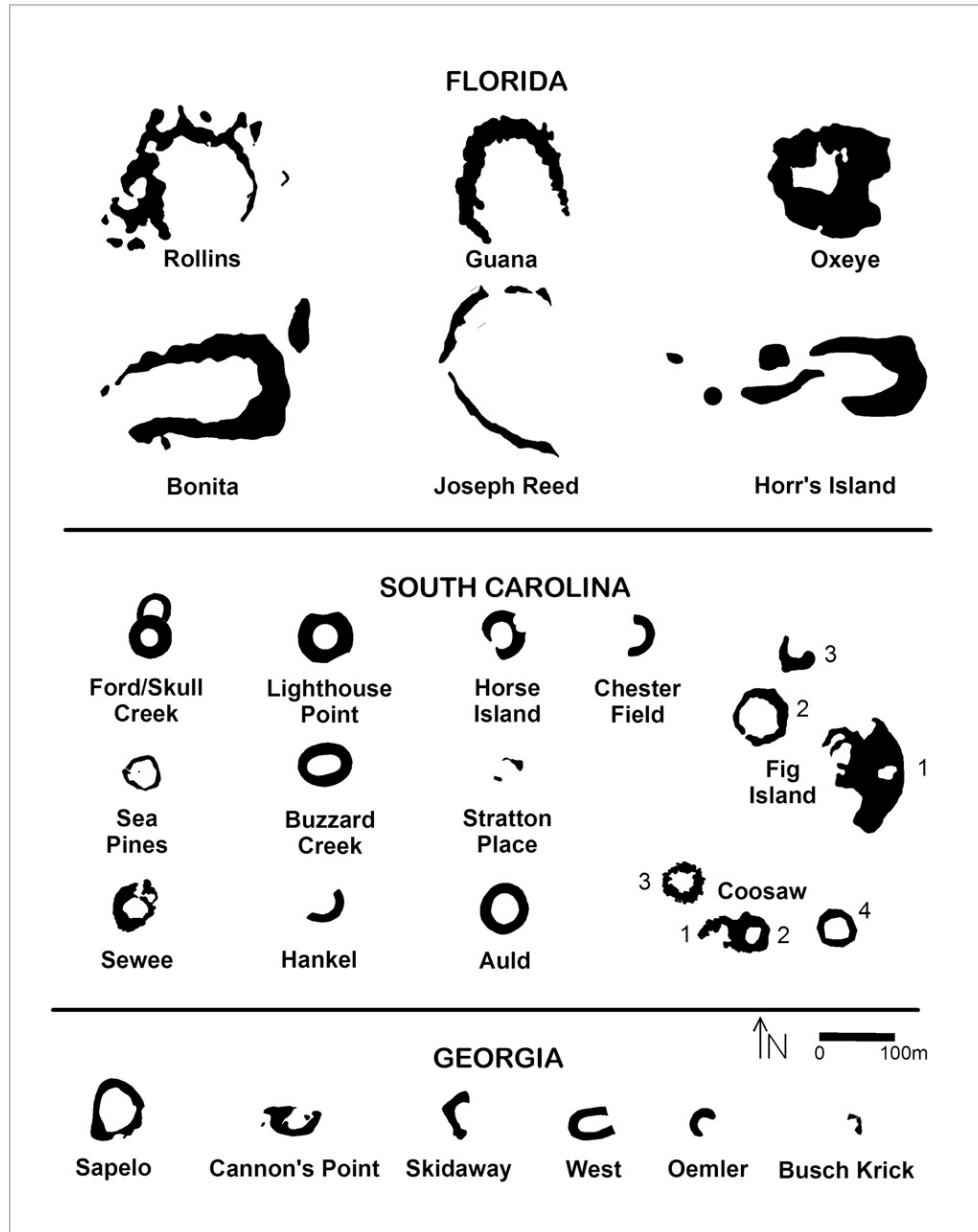 FLORIDA
Rollins
Guana
Oxeye
Bonita
Joseph Reed
Horr's Island
SOUTH CAROLINA
Ford/Skull
Creek
Lighthouse
Point
Horse
Island
Chester
Field
3
2
1
Fig
Island
Sea
Pines
Buzzard
Creek
Stratton
Place
3
Coosaw
4
1
2
Sewee
Hankel
Auld
N
0
100m
GEORGIA
Sapelo
Cannon's Point
Skidaway
West
Oemler
Busch Krick